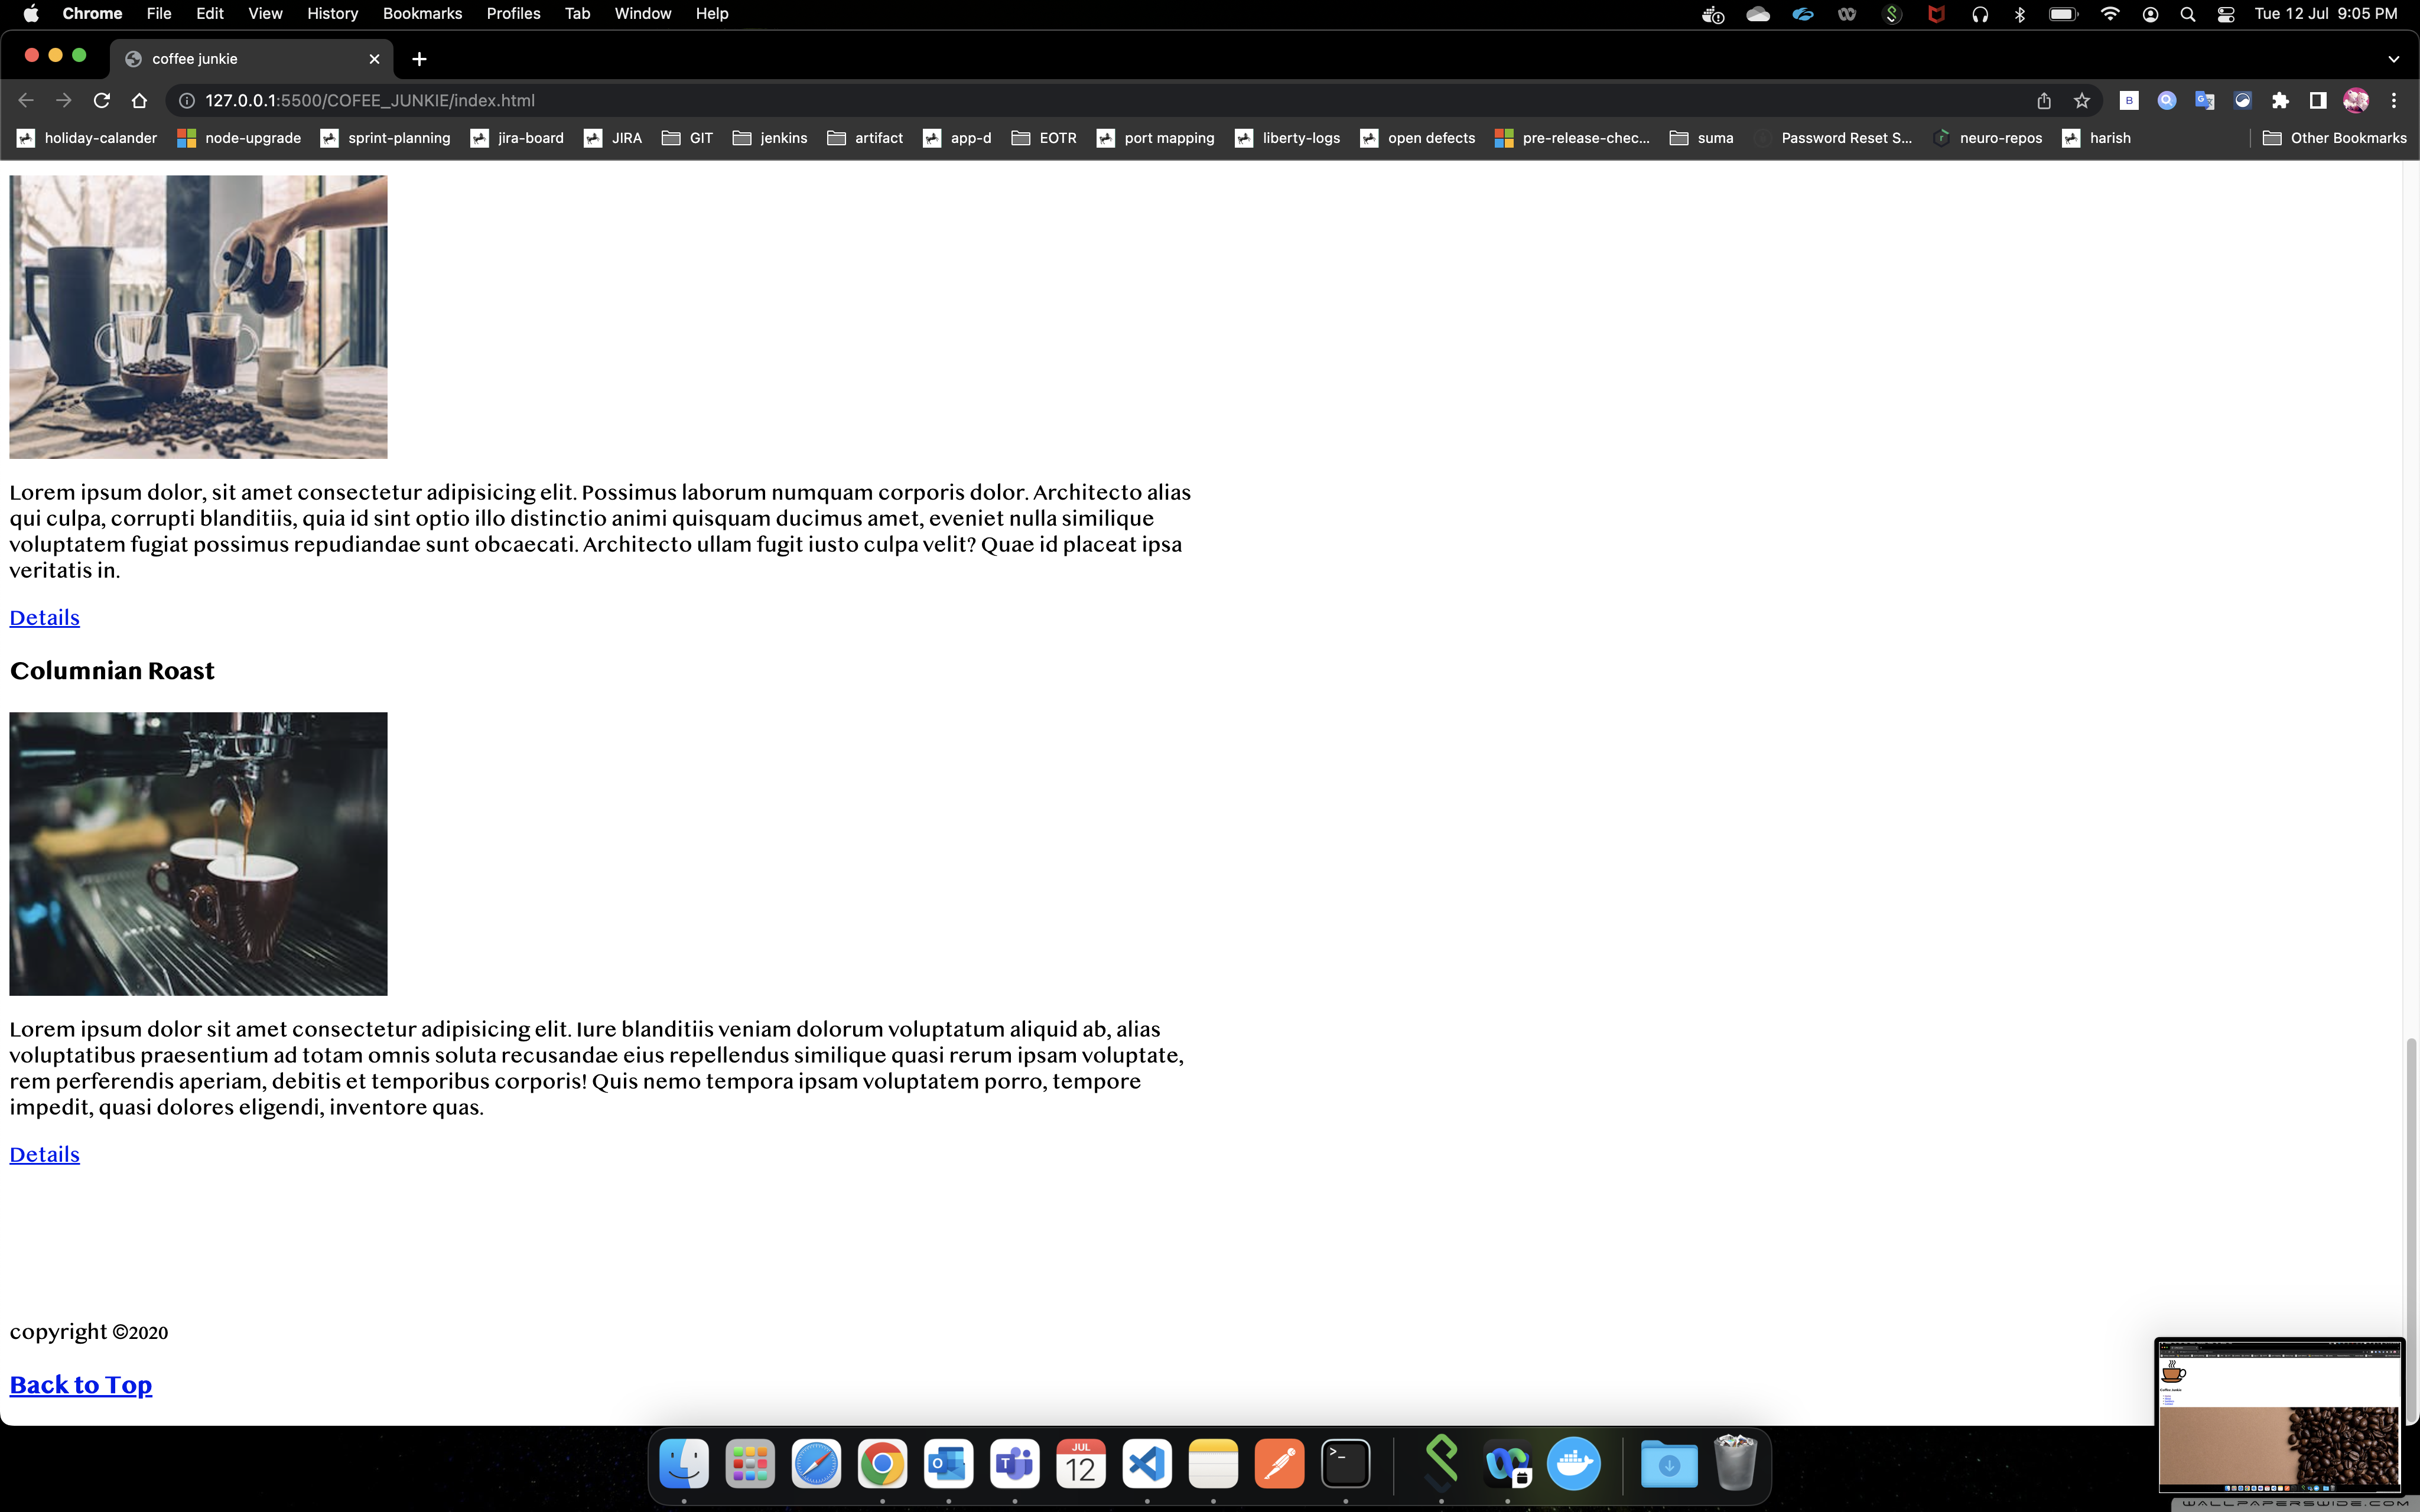 Chrome File Edit View History Bookmarks Profiles Tab Window Help Tue 12 Jul 9:05 PM
coffee junkie
127.0.0.1:5500/COFEE_JUNKIE/index.html
B G
holiday-calander node-upgrade sprint-planning jira-board JIRA GIT jenkins artifact app-d EOTR port mapping liberty-logs open defects pre-release-chec... suma Password Reset S... neuro-repos harish Other Bookmarks
Lorem ipsum dolor, sit amet consectetur adipisicing elit. Possimus laborum numquam corporis dolor. Architecto alias
qui culpa, corrupti blanditiis, quia id sint optio illo distinctio animi quisquam ducimus amet, eveniet nulla similique
voluptatem fugiat possimus repudiandae sunt obcaecati. Architecto ullam fugit iusto culpa velit? Quae id placeat ipsa
veritatis in.
Details
Columnian Roast
Lorem ipsum dolor sit amet consectetur adipisicing elit. Iure blanditiis veniam dolorum voluptatum aliquid ab, alias
voluptatibus praesentium ad totam omnis soluta recusandae eius repellendus similique quasi rerum ipsam voluptate,
rem perferendis aperiam, debitis et temporibus corporis! Quis nemo tempora ipsam voluptatem porro, tempore
impedit, quasi dolores eligendi, inventore quas.
Details
copyright ©2020
Back to Top
Coffee Junkie
JUL
12
WALLPAPERSWIDE.COM